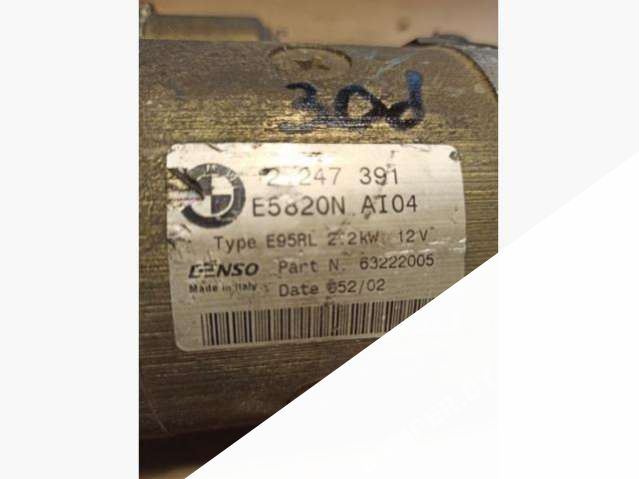 30d
2 247 391
E5820N AI04
Type E95RL 2.2kW 12V
DENSO Part N. 63222005
Made in Italy Date 052/02